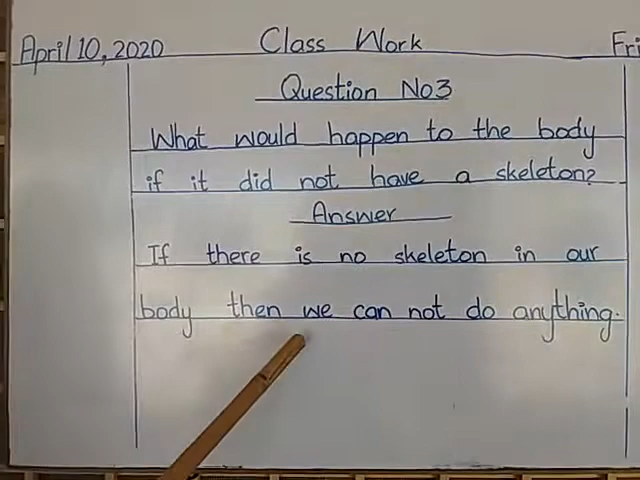 April 10, 2020 Class Work Fri
Question No3
What would happen to the body
if it did not have a skeleton?
Answer
If there is no skeleton in our
body then we can not do anything.